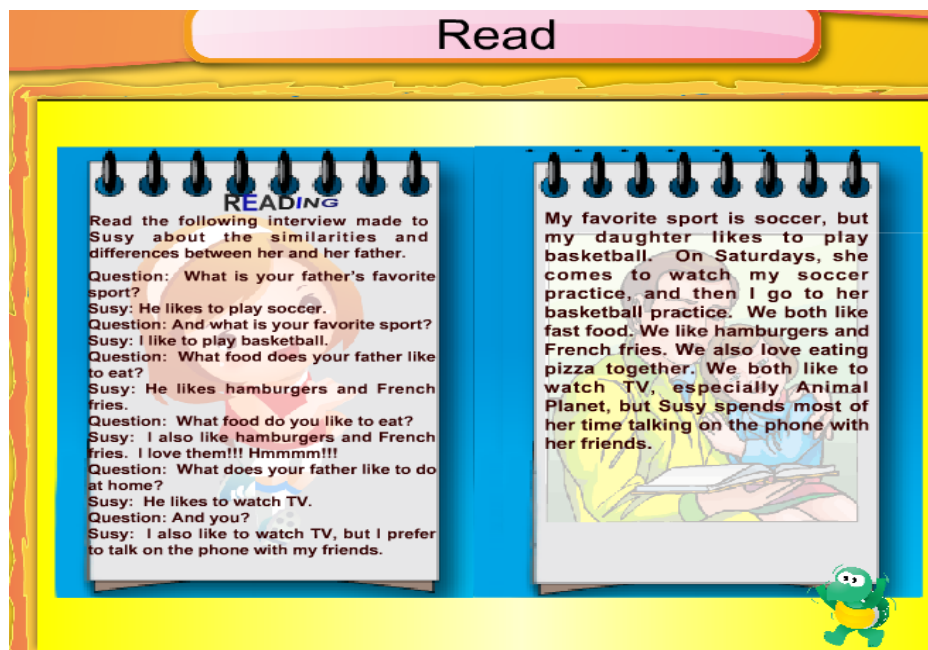 Read
READING
Read the following interview made to
Susy about the similarities and
differences between her and her father.
Question: What is your father's favorite
sport?
Susy: He likes to play soccer.
Question: And what is your favorite sport?
Susy: I like to play basketball.
Question: What food does your father like
to eat?
Susy: He likes hamburgers and French
fries.
Question: What food do you like to eat?
Susy: I also like hamburgers and French
fries. I love them!!! Hmmmm!!!
Question: What does your father like to do
at home?
Susy: He likes to watch TV.
Question: And you?
Susy: I also like to watch TV, but I prefer
to talk on the phone with my friends.
My favorite sport is soccer, but
my daughter likes to play
basketball. On Saturdays, she
comes to watch my soccer
practice, and then I go to her
basketball practice. We both like
fast food. We like hamburgers and
French fries. We also love eating
pizza together. We both like to
watch TV, especially Animal
Planet, but Susy spends most of
her time talking on the phone with
her friends.